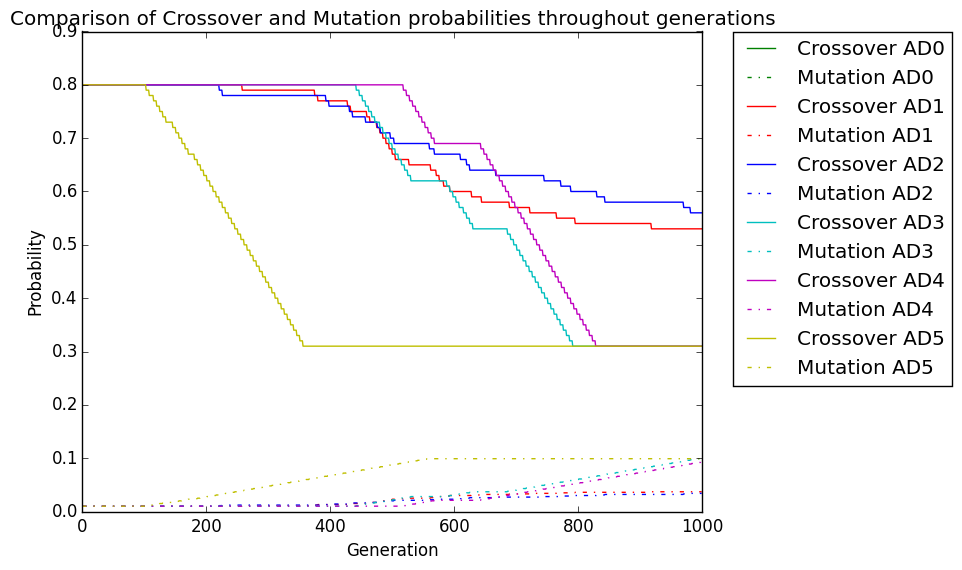 Comparison of Crossover and Mutation probabilities throughout generations
0.9
0.8
0.7
0.6
0.5
0.4
0.3
0.2
0.1
0.0
Probability
0
200
400
600
800
1000
Generation
Crossover AD0
Mutation AD0
Crossover AD1
Mutation AD1
Crossover AD2
Mutation AD2
Crossover AD3
Mutation AD3
Crossover AD4
Mutation AD4
Crossover AD5
Mutation AD5